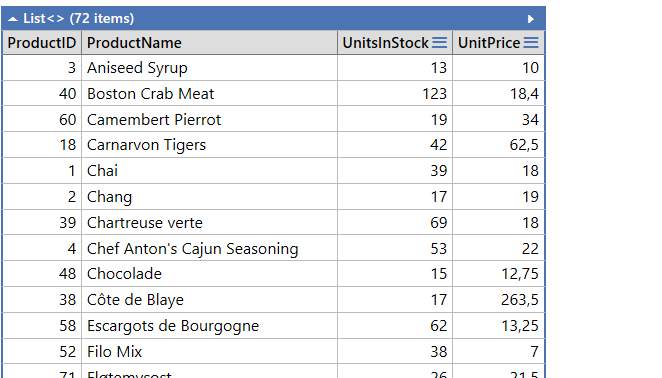 List<> (72 items)
ProductID ProductName UnitsInStock UnitPrice
3 Aniseed Syrup 13 10
40 Boston Crab Meat 123 18,4
60 Camembert Pierrot 19 34
18 Carnarvon Tigers 42 62,5
1 Chai 39 18
2 Chang 17 19
39 Chartreuse verte 69 18
4 Chef Anton's Cajun Seasoning 53 22
48 Chocolade 15 12,75
38 Côte de Blaye 17 263,5
58 Escargots de Bourgogne 62 13,25
52 Filo Mix 38 7
71 Fløtemysost 26 21,5